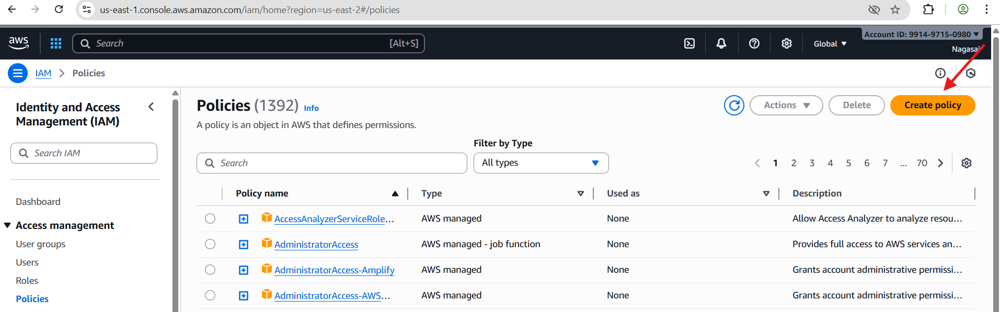 us-east-1.console.aws.amazon.com/iam/home?region=us-east-2#/policies
aws
Search [Alt+S]
Global
Account ID: 9914-9715-0980
Nagasai
IAM > Policies
Identity and Access
Management (IAM)
Search IAM
Dashboard
Access management
User groups
Users
Roles
Policies
Policies (1392) Info
A policy is an object in AWS that defines permissions.
Actions
Delete
Create policy
Filter by Type
Search
All types
1 2 3 4 5 6 7 ... 70
Policy name Type Used as Description
AccessAnalyzerServiceRole... AWS managed None Allow Access Analyzer to analyze resou...
AdministratorAccess AWS managed - job function None Provides full access to AWS services an...
AdministratorAccess-Amplify AWS managed None Grants account administrative permissi...
AdministratorAccess-AWS... AWS managed None Grants account administrative permissi...